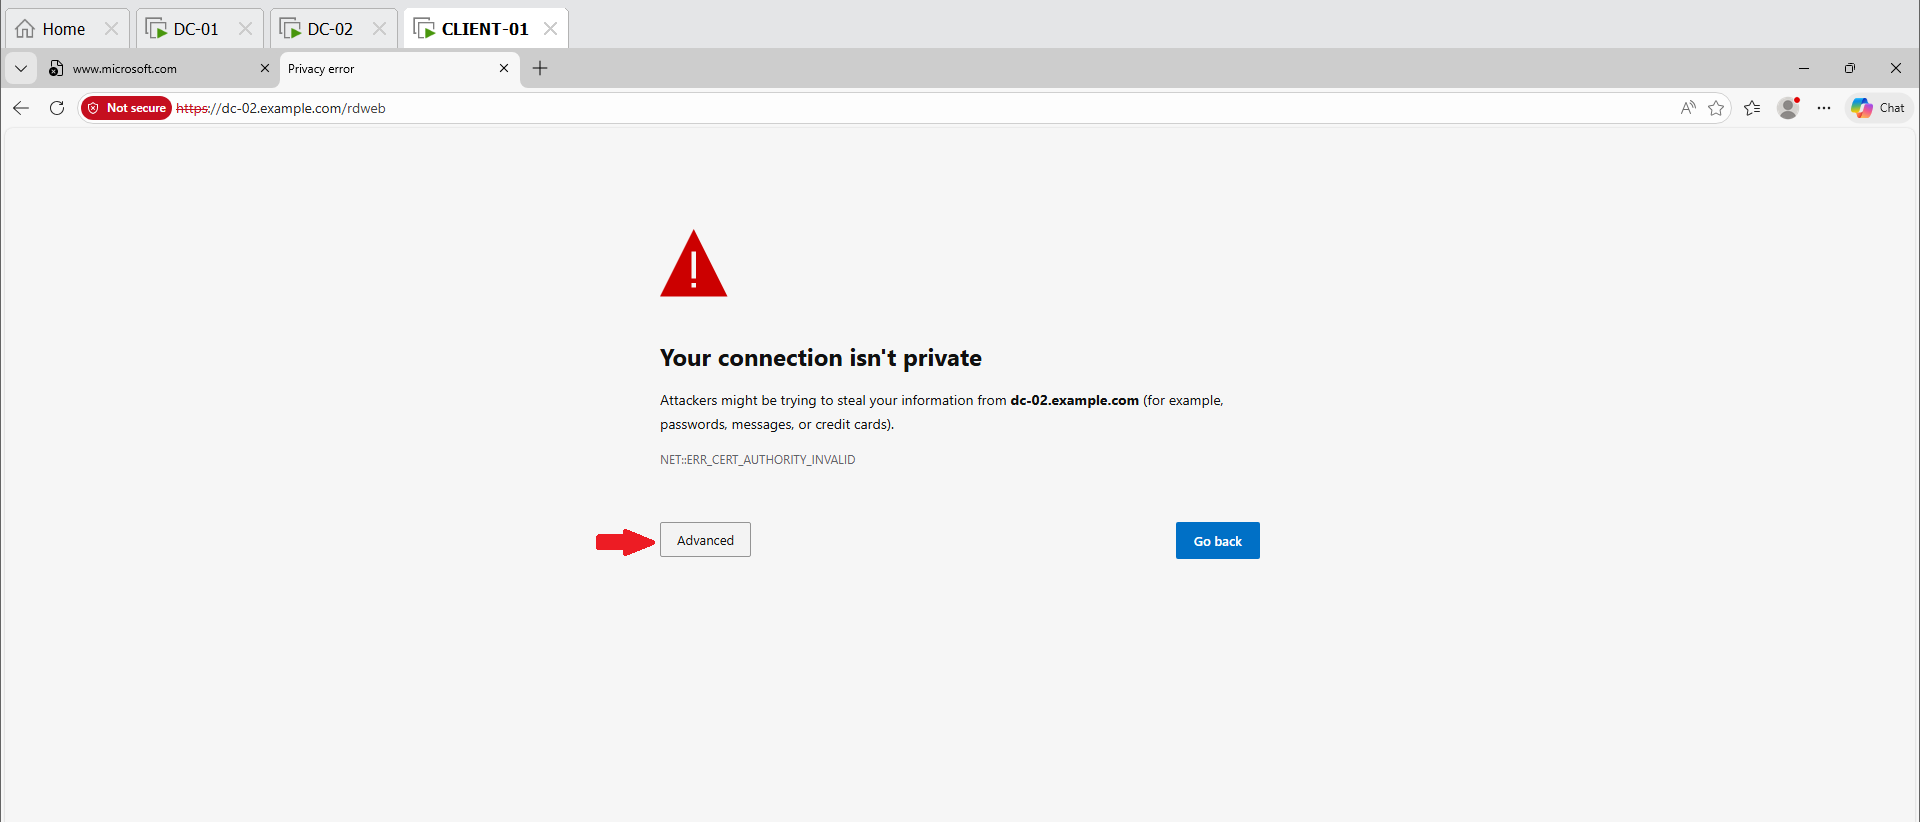 Home DC-01 DC-02 CLIENT-01
www.microsoft.com Privacy error
Not secure https://dc-02.example.com/rdweb Chat
Your connection isn't private
Attackers might be trying to steal your information from dc-02.example.com (for example,
passwords, messages, or credit cards).
NET::ERR_CERT_AUTHORITY_INVALID
Advanced Go back